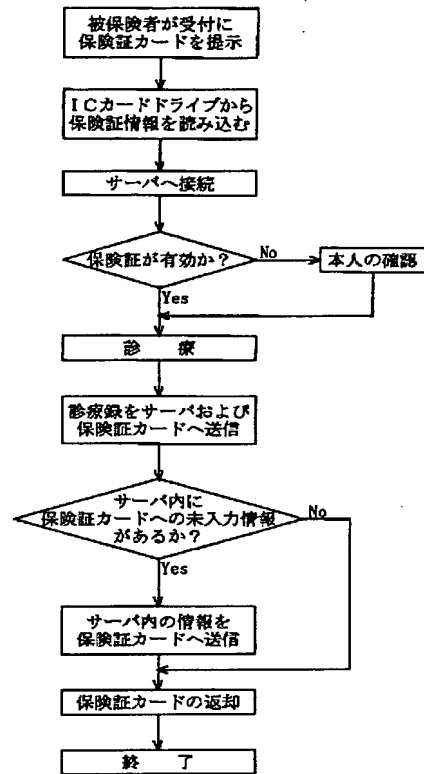 被保険者が受付に
保険証カードを提示
ICカードドライブから
保険証情報を読み込む
サーバへ接続
保険証が有効か?
No
本人の確認
Yes
診 療
診療録をサーバおよび
保険証カードへ送信
サーバ内に
保険証カードへの未入力情報
があるか?
No
Yes
サーバ内の情報を
保険証カードへ送信
保険証カードの返却
終 了